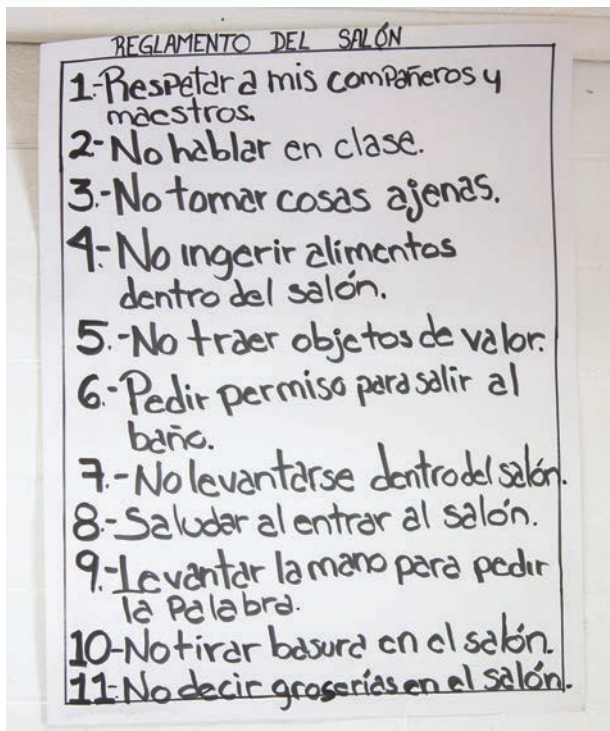 REGLAMENTO DEL SALÓN
1.-Respetar a mis compañeros y
maestros.
2-No hablar en clase.
3.-No tomar cosas ajenas.
4.-No ingerir alimentos
dentro del salón.
5.-No traer objetos de valor.
6.-Pedir permiso para salir al
baño.
7.-No levantarse dentro del salón.
8.-Saludar al entrar al salón.
9.-Levantar la mano para pedir
la palabra.
10-No tirar basura en el salón.
11.-No decir groserías en el salón.